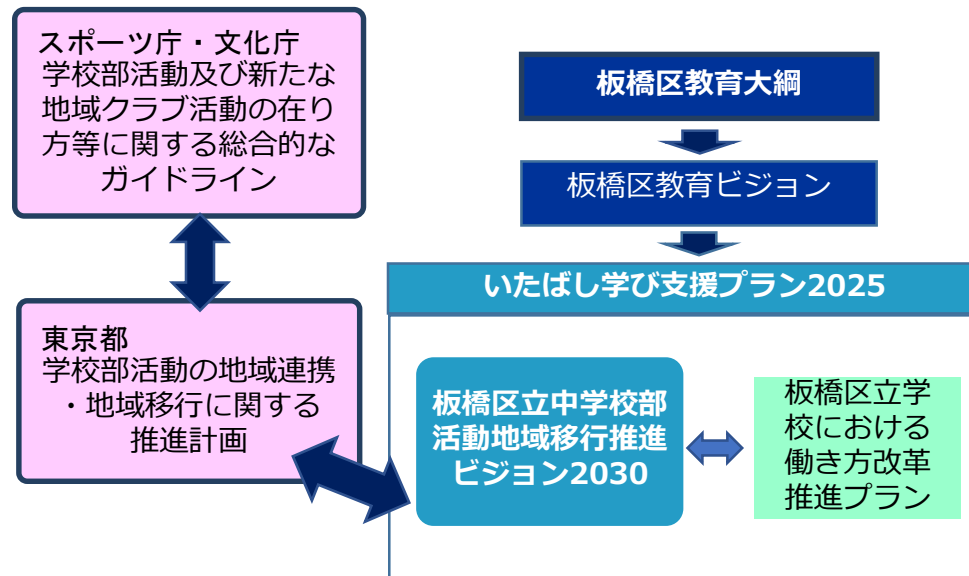 スポーツ庁・文化庁
学校部活動及び新たな
地域クラブ活動の在り
方等に関する総合的な
ガイドライン
東京都
学校部活動の地域連携
・地域移行に関する
推進計画
板橋区教育大綱
板橋区教育ビジョン
いたばし学び支援プラン2025
板橋区立中学校部
活動地域移行推進
ビジョン2030
板橋区立学
校における
働き方改革
推進プラン